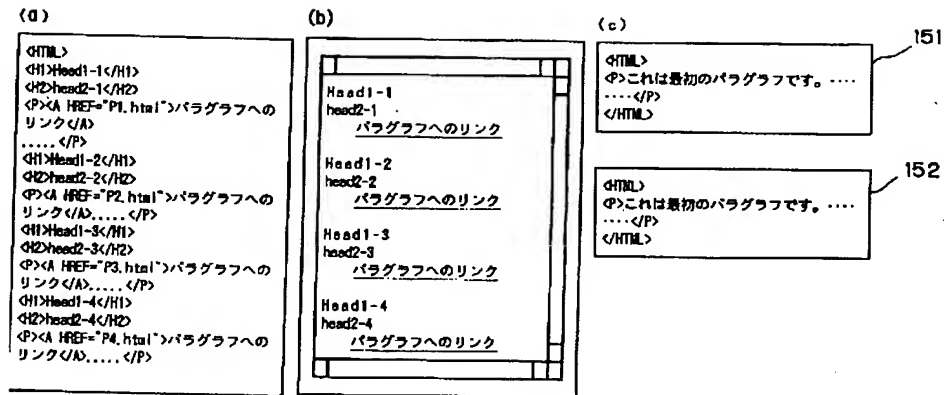 (a)
<HTML>
<H1>Head1-1</H1>
<H2>head2-1</H2>
<P><A HREF="P1.html">パラグラフへの
リンク</A>
.....</P>
<H1>Head1-2</H1>
<H2>head2-2</H2>
<P><A HREF="P2.html">パラグラフへの
リンク</A>.....</P>
<H1>Head1-3</H1>
<H2>head2-3</H2>
<P><A HREF="P3.html">パラグラフへの
リンク</A>.....</P>
<H1>Head1-4</H1>
<H2>head2-4</H2>
<P><A HREF="P4.html">パラグラフへの
リンク</A>.....</P>
(b)
Head1-1
head2-1
パラグラフへのリンク
Head1-2
head2-2
パラグラフへのリンク
Head1-3
head2-3
パラグラフへのリンク
Head1-4
head2-4
パラグラフへのリンク
(c)
151
<HTML>
<P>これは最初のパラグラフです。‥‥
‥‥</P>
</HTML>
152
<HTML>
<P>これは最初のパラグラフです。‥‥
‥‥</P>
</HTML>